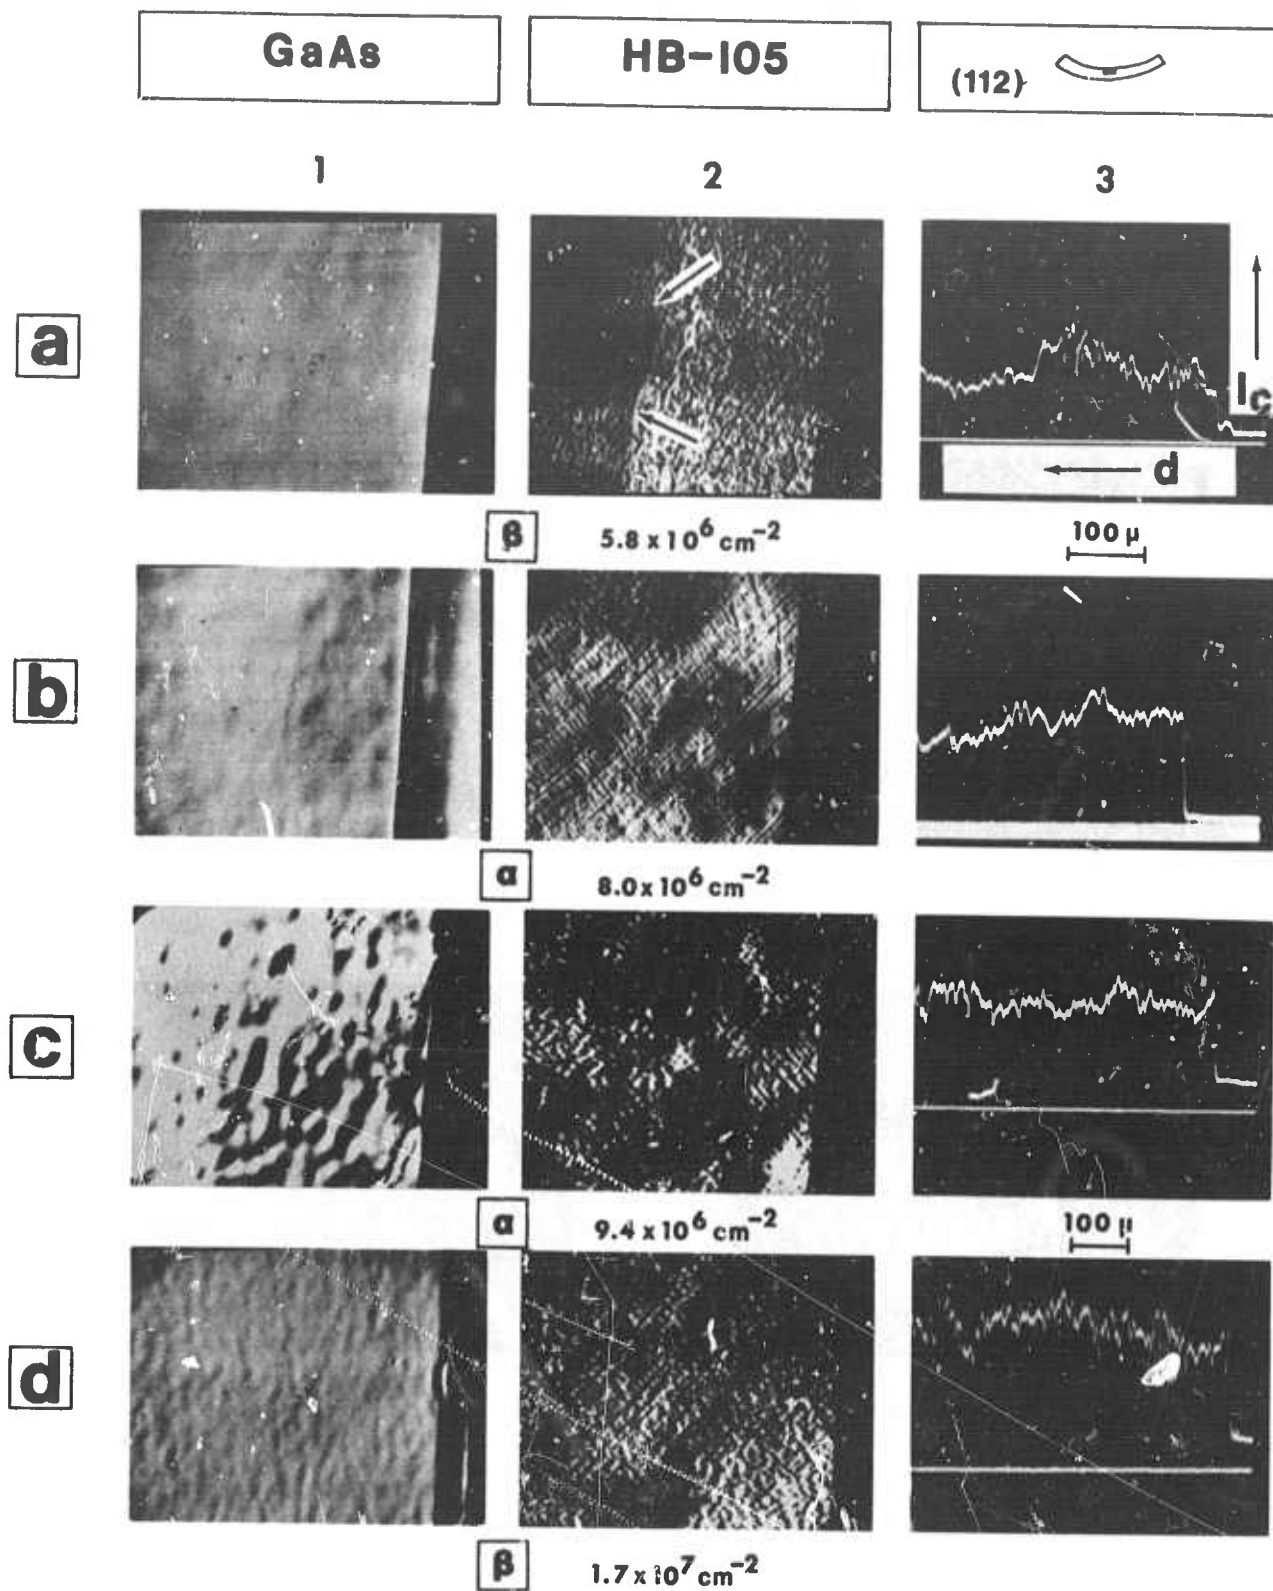 GaAs
HB-105
(112)
1
2
3
a
Ic
d
β
5.8 x 10⁶ cm⁻²
100 μ
b
α
8.0 x 10⁶ cm⁻²
c
α
9.4 x 10⁶ cm⁻²
100 μ
d
β
1.7 x 10⁷ cm⁻²